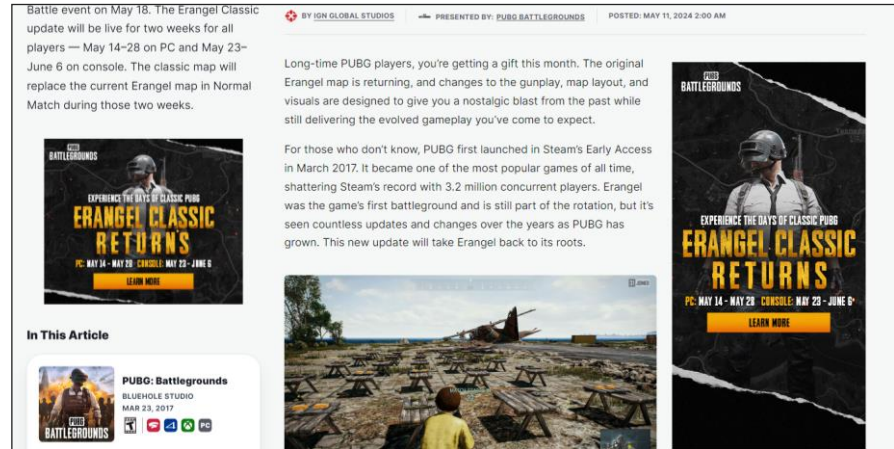 Battle event on May 18. The Erangel Classic
update will be live for two weeks for all
players — May 14–28 on PC and May 23–
June 6 on console. The classic map will
replace the current Erangel map in Normal
Match during those two weeks.
PUBG
BATTLEGROUNDS
EXPERIENCE THE DAYS OF CLASSIC PUBG
ERANGEL CLASSIC
RETURNS
PC: MAY 14 - MAY 28 CONSOLE: MAY 23 - JUNE 6
LEARN MORE
In This Article
PUBG
BATTLEGROUNDS
PUBG: Battlegrounds
BLUEHOLE STUDIO
MAR 23, 2017
T
PC
BY IGN GLOBAL STUDIOS PRESENTED BY: PUBG BATTLEGROUNDS POSTED: MAY 11, 2024 2:00 AM
Long-time PUBG players, you’re getting a gift this month. The original
Erangel map is returning, and changes to the gunplay, map layout, and
visuals are designed to give you a nostalgic blast from the past while
still delivering the evolved gameplay you’ve come to expect.
For those who don’t know, PUBG first launched in Steam’s Early Access
in March 2017. It became one of the most popular games of all time,
shattering Steam’s record with 3.2 million concurrent players. Erangel
was the game’s first battleground and is still part of the rotation, but it’s
seen countless updates and changes over the years as PUBG has
grown. This new update will take Erangel back to its roots.
PUBG
BATTLEGROUNDS
EXPERIENCE THE DAYS OF CLASSIC PUBG
ERANGEL CLASSIC
RETURNS
PC: MAY 14 - MAY 28 CONSOLE: MAY 23 - JUNE 6
LEARN MORE